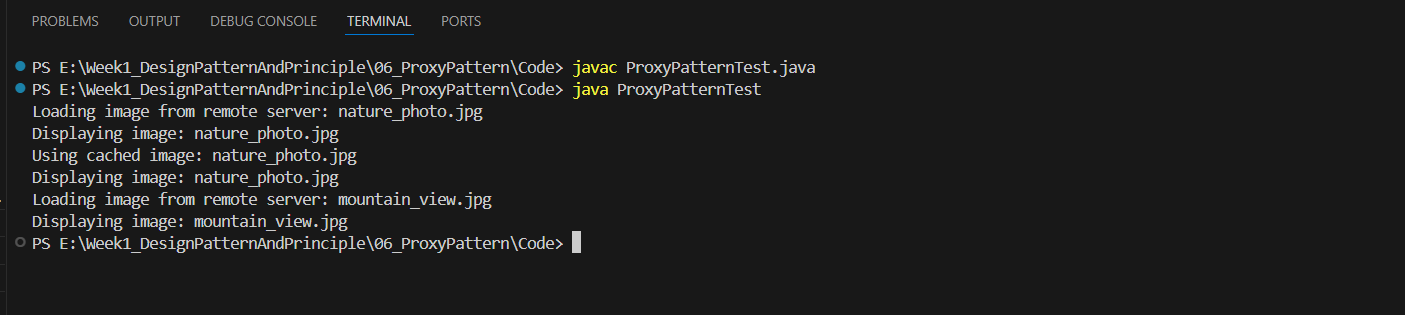 PROBLEMS OUTPUT DEBUG CONSOLE TERMINAL PORTS
PS E:\Week1_DesignPatternAndPrinciple\06_ProxyPattern\Code> javac ProxyPatternTest.java
PS E:\Week1_DesignPatternAndPrinciple\06_ProxyPattern\Code> java ProxyPatternTest
Loading image from remote server: nature_photo.jpg
Displaying image: nature_photo.jpg
Using cached image: nature_photo.jpg
Displaying image: nature_photo.jpg
Loading image from remote server: mountain_view.jpg
Displaying image: mountain_view.jpg
PS E:\Week1_DesignPatternAndPrinciple\06_ProxyPattern\Code>